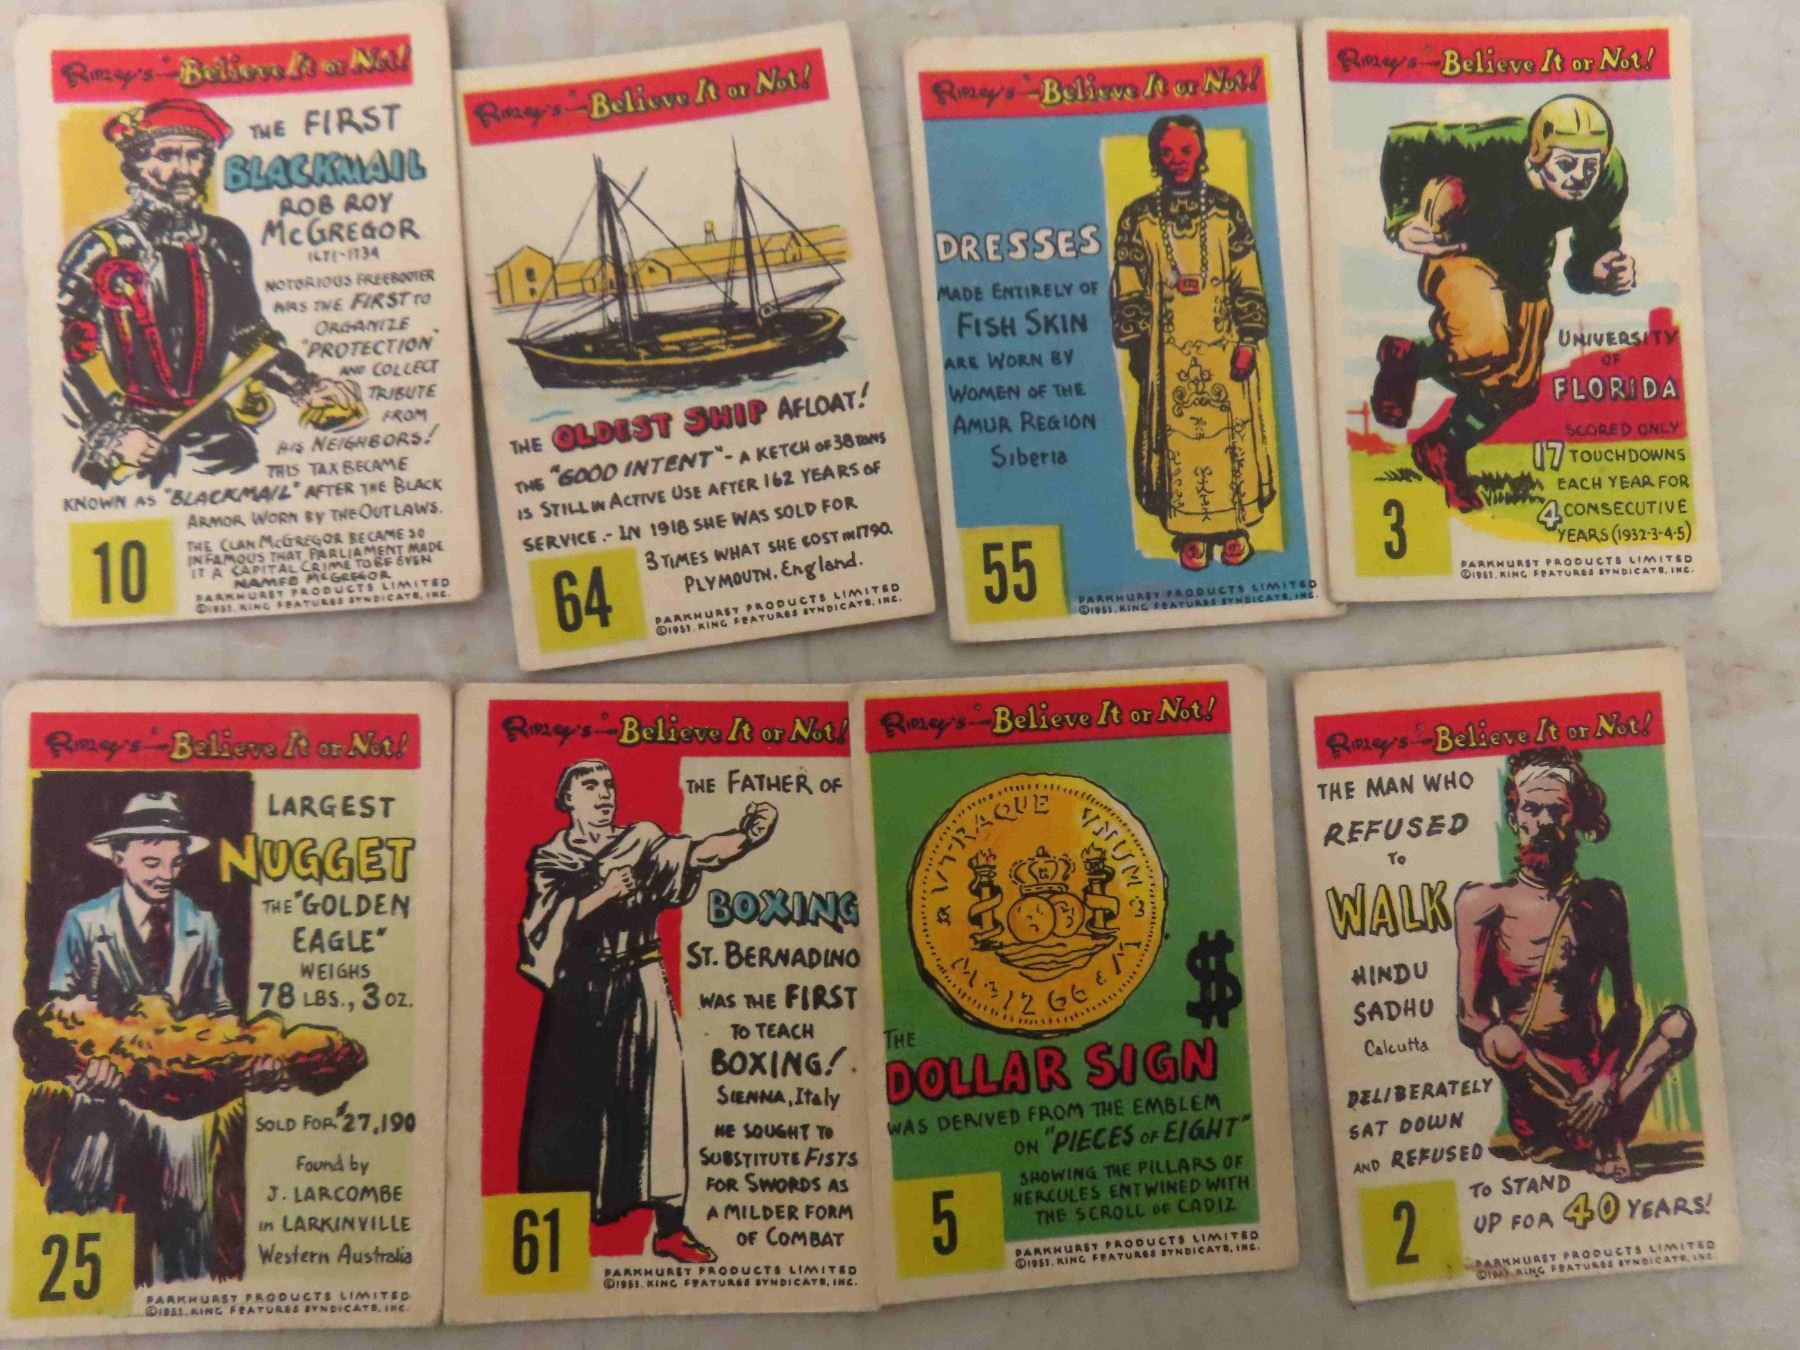 Ripley's Believe It or Not!
THE FIRST
BLACKMAIL
ROB ROY
McGREGOR
1671-1734
NOTORIOUS FREEBOOTER
WAS THE FIRST TO
ORGANIZE
"PROTECTION"
AND COLLECT
TRIBUTE
FROM
HIS NEIGHBORS!
THIS TAX BECAME
KNOWN AS "BLACKMAIL" AFTER THE BLACK
ARMOR WORN BY THE OUTLAWS.
THE CLAN McGREGOR BECAME SO
INFAMOUS THAT PARLIAMENT MADE
IT A CAPITAL CRIME TO BE EVEN
NAMED McGREGOR
10
PARKHURST PRODUCTS LIMITED
©1953, KING FEATURES SYNDICATE, INC.
Ripley's Believe It or Not!
THE OLDEST SHIP AFLOAT!
THE "GOOD INTENT" - A KETCH OF 38 TONS
IS STILL IN ACTIVE USE AFTER 162 YEARS OF
SERVICE.- IN 1918 SHE WAS SOLD FOR
3 TIMES WHAT SHE COST in 1790.
PLYMOUTH, England.
64
PARKHURST PRODUCTS LIMITED
©1953, KING FEATURES SYNDICATE, INC.
Ripley's Believe It or Not!
DRESSES
MADE ENTIRELY OF
FISH SKIN
ARE WORN BY
WOMEN OF THE
AMUR REGION
Siberia
55
PARKHURST PRODUCTS LIMITED
©1953, KING FEATURES SYNDICATE, INC.
Ripley's Believe It or Not!
UNIVERSITY
OF
FLORIDA
SCORED ONLY
17 TOUCHDOWNS
EACH YEAR FOR
4 CONSECUTIVE
YEARS (1932-3-4-5)
3
PARKHURST PRODUCTS LIMITED
©1953, KING FEATURES SYNDICATE, INC.
Ripley's Believe It or Not!
LARGEST
NUGGET
THE "GOLDEN
EAGLE"
WEIGHS
78 LBS., 3 OZ.
SOLD FOR $27,190
Found by
J. LARCOMBE
in LARKINVILLE
Western Australia
25
PARKHURST PRODUCTS LIMITED
©1953, KING FEATURES SYNDICATE, INC.
Ripley's Believe It or Not!
THE FATHER OF
BOXING
ST. BERNADINO
WAS THE FIRST
TO TEACH
BOXING!
SIENNA, Italy
HE SOUGHT TO
SUBSTITUTE FISTS
FOR SWORDS AS
A MILDER FORM
OF COMBAT
61
PARKHURST PRODUCTS LIMITED
©1953, KING FEATURES SYNDICATE, INC.
Ripley's Believe It or Not!
RAQUE VNUM
$
THE
DOLLAR SIGN
WAS DERIVED FROM THE EMBLEM
ON "PIECES OF EIGHT"
SHOWING THE PILLARS OF
HERCULES ENTWINED WITH
THE SCROLL OF CADIZ
5
PARKHURST PRODUCTS LIMITED
©1953, KING FEATURES SYNDICATE, INC.
Ripley's Believe It or Not!
THE MAN WHO
REFUSED
TO
WALK
HINDU
SADHU
Calcutta
DELIBERATELY
SAT DOWN
AND REFUSED
TO STAND
UP FOR 40 YEARS!
2
PARKHURST PRODUCTS LIMITED
KING FEATURES SYNDICATE, INC.